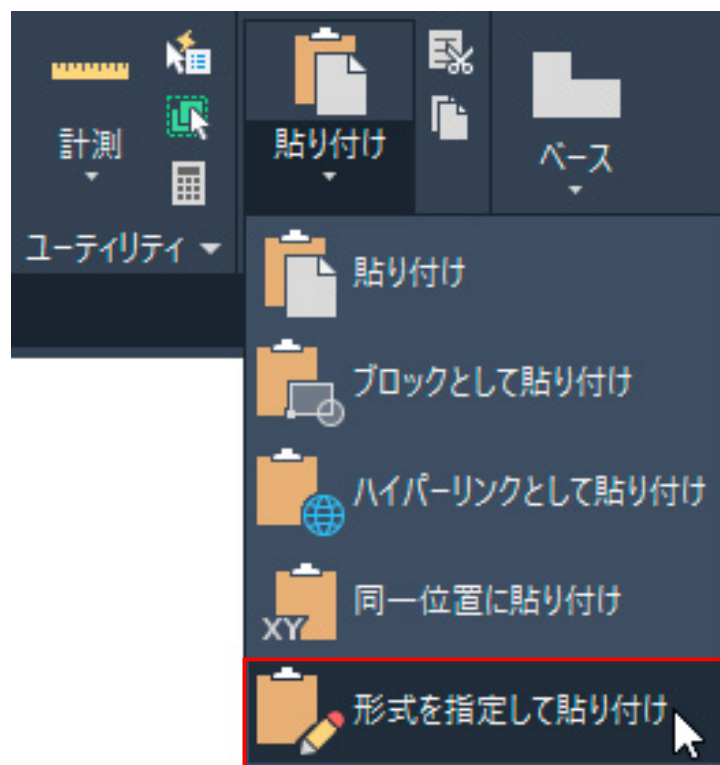 計測
ユーティリティ
貼り付け
ベース
貼り付け
ブロックとして貼り付け
ハイパーリンクとして貼り付け
同一位置に貼り付け
XY
形式を指定して貼り付け